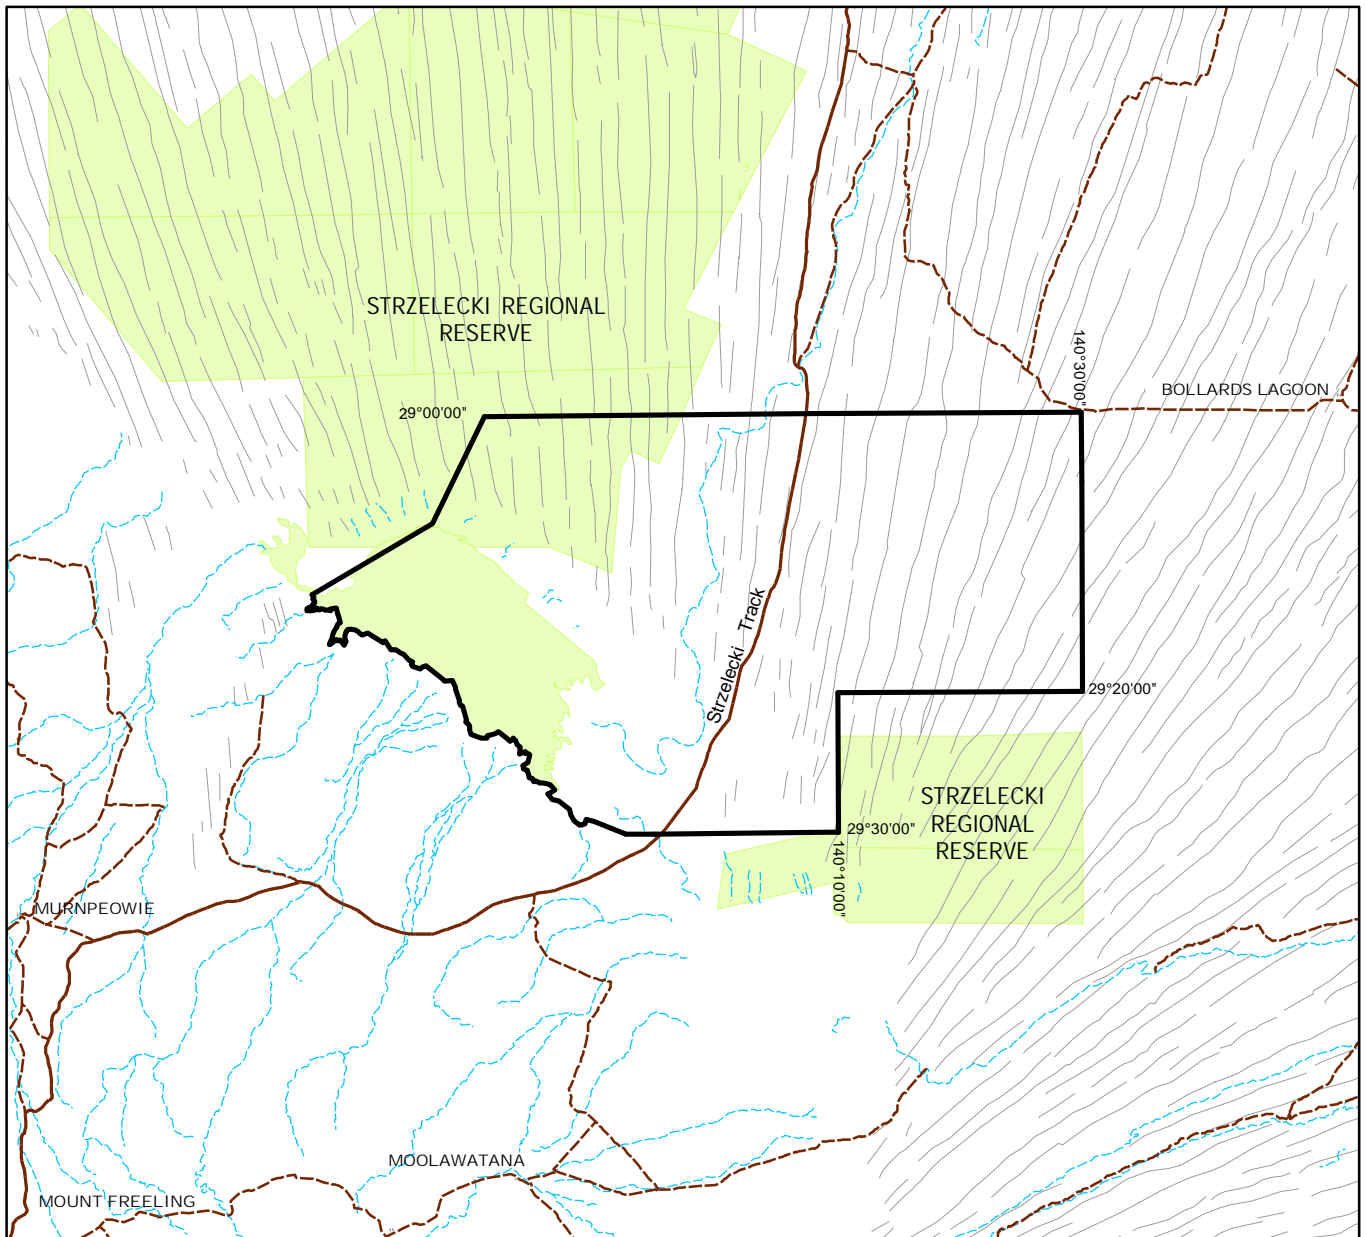 STRZELECKI REGIONAL
RESERVE
140°30'00"
BOLLARDS LAGOON
29°00'00"
Strzelecki Track
29°20'00"
STRZELECKI
REGIONAL
RESERVE
29°30'00"
140°10'00"
MURNPEOWIE
MOOLAWATANA
MOUNT FREELING